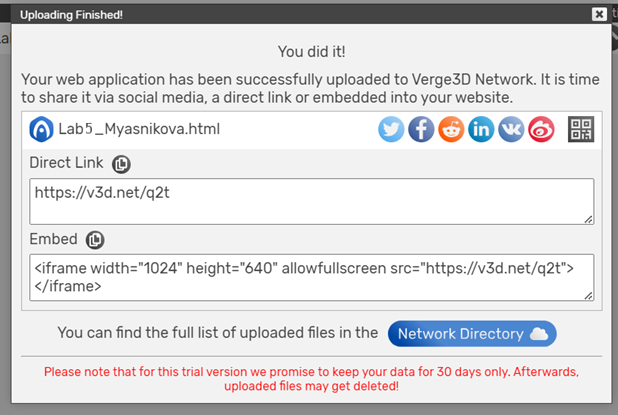 Uploading Finished!
You did it!
Your web application has been successfully uploaded to Verge3D Network. It is time
to share it via social media, a direct link or embedded into your website.
Lab5_Myasnikova.html
Direct Link
https://v3d.net/q2t
Embed
<iframe width="1024" height="640" allowfullscreen src="https://v3d.net/q2t">
</iframe>
You can find the full list of uploaded files in the Network Directory
Please note that for this trial version we promise to keep your data for 30 days only. Afterwards,
uploaded files may get deleted!